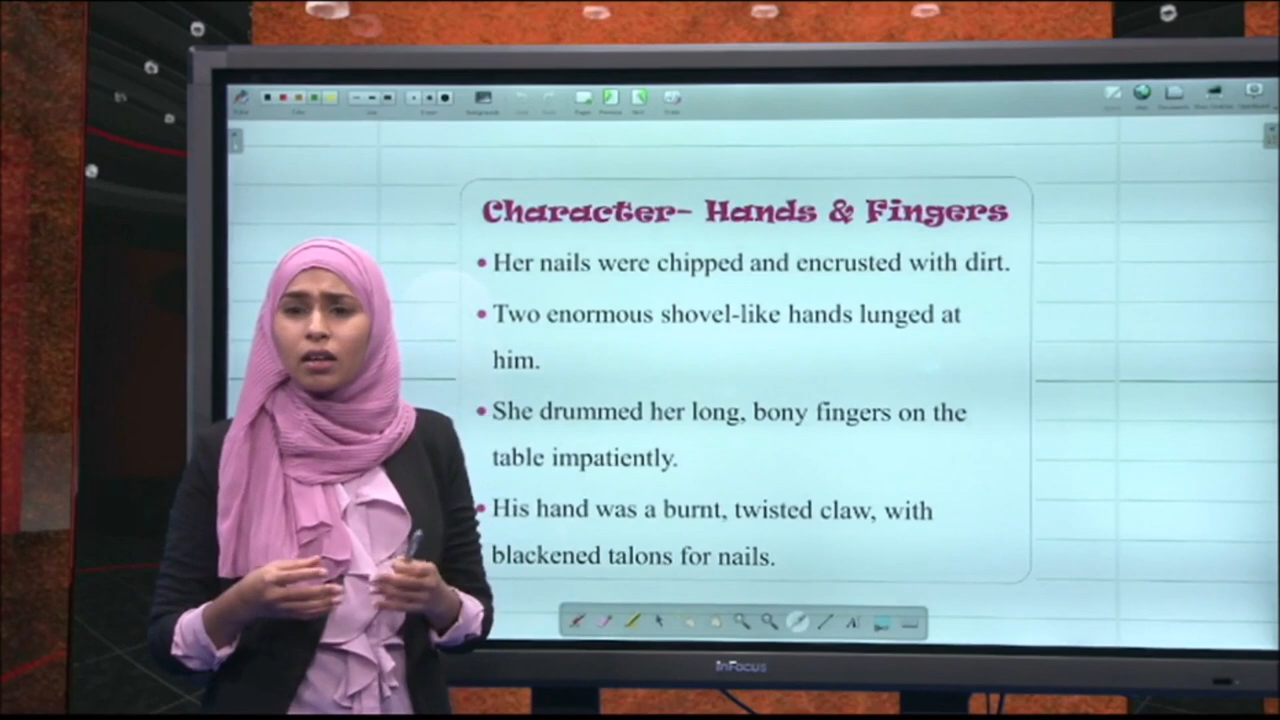 Character- Hands & Fingers
• Her nails were chipped and encrusted with dirt.
• Two enormous shovel-like hands lunged at
him.
• She drummed her long, bony fingers on the
table impatiently.
• His hand was a burnt, twisted claw, with
blackened talons for nails.
InFocus